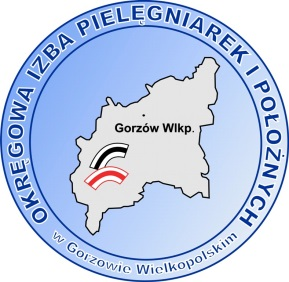 OKRĘGOWA IZBA PIELĘGNIAREK I POŁOŻNYCH
Gorzów Wlkp.
w Gorzowie Wielkopolskim